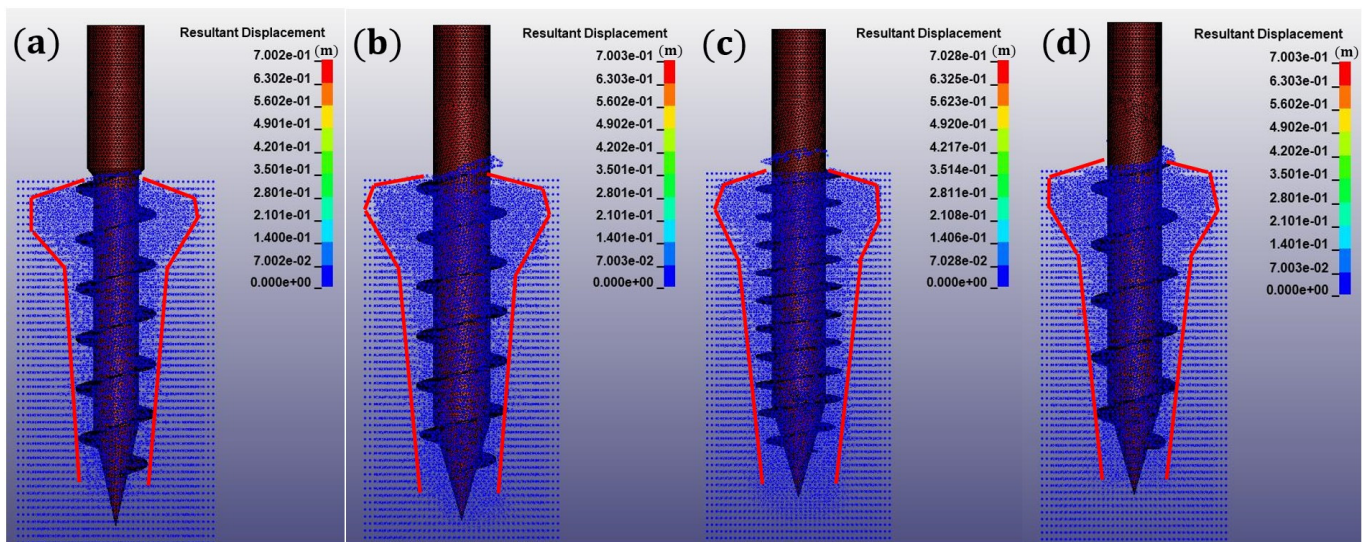 (a)
Resultant Displacement
(m)
7.002e-01
6.302e-01
5.602e-01
4.901e-01
4.201e-01
3.501e-01
2.801e-01
2.101e-01
1.400e-01
7.002e-02
0.000e+00
(b)
Resultant Displacement
(m)
7.003e-01
6.303e-01
5.602e-01
4.902e-01
4.202e-01
3.501e-01
2.801e-01
2.101e-01
1.401e-01
7.003e-02
0.000e+00
(c)
Resultant Displacement
(m)
7.028e-01
6.325e-01
5.623e-01
4.920e-01
4.217e-01
3.514e-01
2.811e-01
2.108e-01
1.406e-01
7.028e-02
0.000e+00
(d)
Resultant Displacement
(m)
7.003e-01
6.303e-01
5.602e-01
4.902e-01
4.202e-01
3.501e-01
2.801e-01
2.101e-01
1.401e-01
7.003e-02
0.000e+00